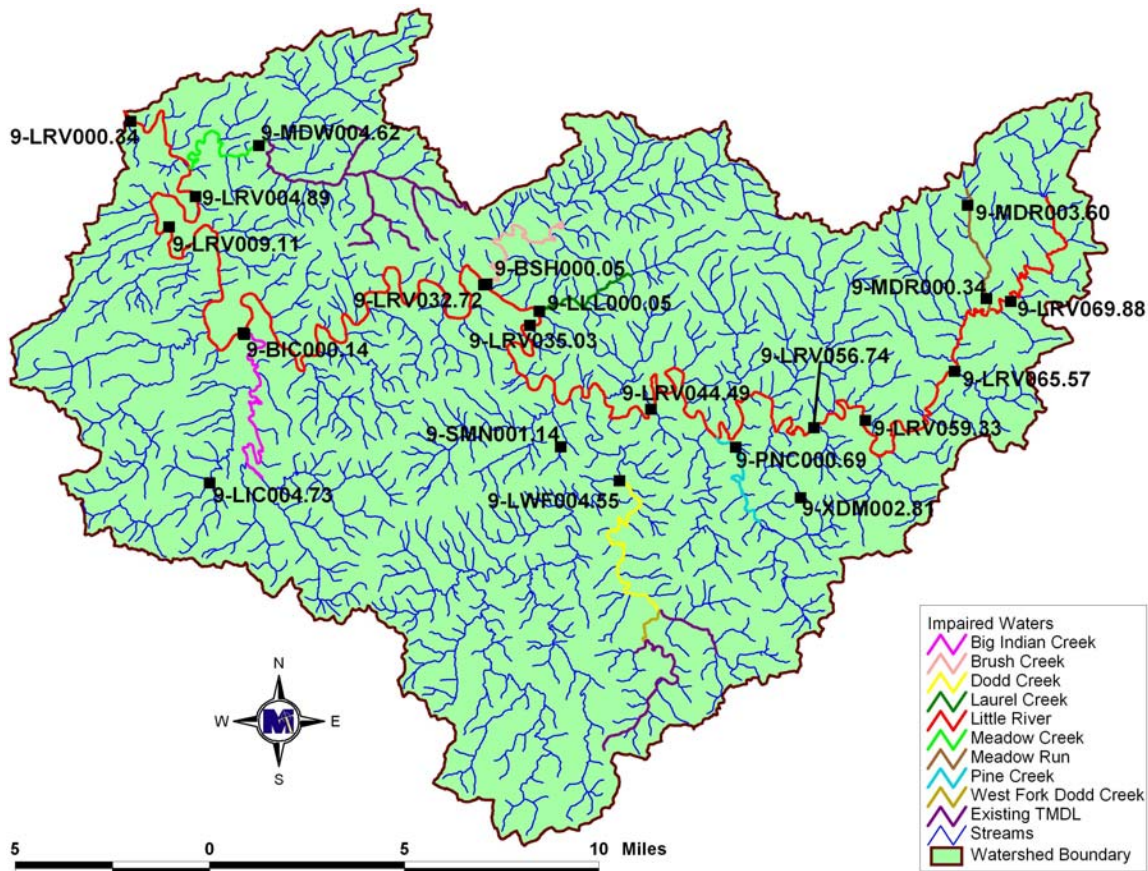 9-LRV000.34
9-MDW004.62
9-LRV004.89
9-MDR003.60
9-LRV009.11
9-BSH000.05
9-LRV032.72
9-LLL000.05
9-MDR000.34
9-LRV069.88
9-LRV035.03
9-BIC000.14
9-LRV056.74
9-LRV065.57
9-LRV044.49
9-LRV059.33
9-SMN001.14
9-PNC000.69
9-LIC004.73
9-LWF004.55
9-XDM002.81
Impaired Waters
Big Indian Creek
Brush Creek
Dodd Creek
Laurel Creek
Little River
Meadow Creek
Meadow Run
Pine Creek
West Fork Dodd Creek
Existing TMDL
Streams
Watershed Boundary
N
W M E
S
5 0 5 10 Miles